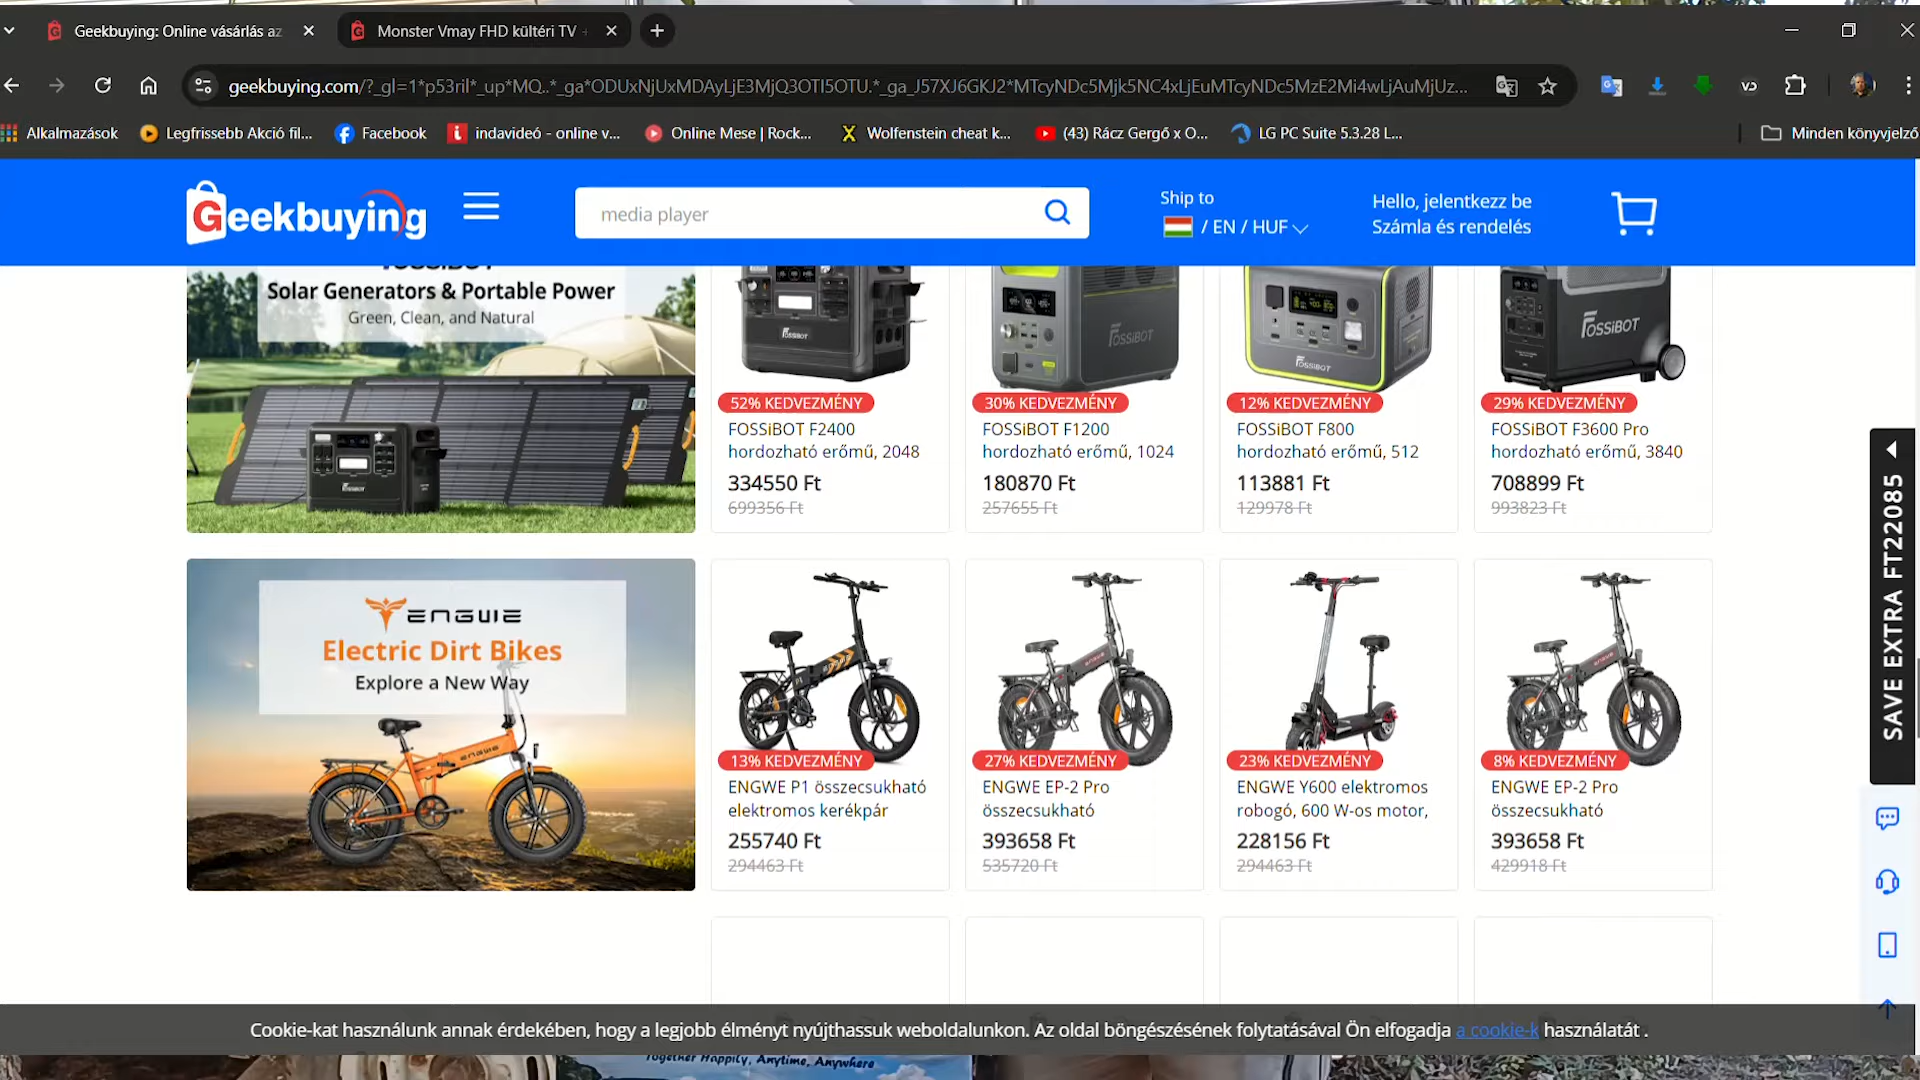 Geekbuying: Online vásárlás az
Monster Vmay FHD kültéri TV
geekbuying.com/?_gl=1*p53ril*_up*MQ..*_ga*ODUxNjUxMDAyLjE3MjQ3OTI5OTU.*_ga_J57XJ6GKJ2*MTcyNDc5Mjk5NC4xLjEuMTcyNDc5MzE2Mi4wLjAuMjUz...
Alkalmazások
Legfrissebb Akció fil...
Facebook
indavideó - online v...
Online Mese | Rock...
Wolfenstein cheat k...
(43) Rácz Gergő x O...
LG PC Suite 5.3.28 L...
Minden könyvjelző
Geekbuying
media player
Ship to
/ EN / HUF
Hello, jelentkezz be
Számla és rendelés
FOSSiBOT
Solar Generators & Portable Power
Green, Clean, and Natural
FOSSiBOT
FOSSiBOT
FOSSiBOT
FOSSiBOT
FOSSiBOT
52% KEDVEZMÉNY
FOSSiBOT F2400
hordozható erőmű, 2048
334550 Ft
699356 Ft
30% KEDVEZMÉNY
FOSSiBOT F1200
hordozható erőmű, 1024
180870 Ft
257655 Ft
12% KEDVEZMÉNY
FOSSiBOT F800
hordozható erőmű, 512
113881 Ft
129978 Ft
29% KEDVEZMÉNY
FOSSiBOT F3600 Pro
hordozható erőmű, 3840
708899 Ft
993823 Ft
ENGWE
Electric Dirt Bikes
Explore a New Way
ENGWE
13% KEDVEZMÉNY
ENGWE P1 összecsukható
elektromos kerékpár
255740 Ft
294463 Ft
27% KEDVEZMÉNY
ENGWE EP-2 Pro
összecsukható
393658 Ft
535720 Ft
23% KEDVEZMÉNY
ENGWE Y600 elektromos
robogó, 600 W-os motor,
228156 Ft
294463 Ft
8% KEDVEZMÉNY
ENGWE EP-2 Pro
összecsukható
393658 Ft
429918 Ft
SAVE EXTRA FT22085
Cookie-kat használunk annak érdekében, hogy a legjobb élményt nyújthassuk weboldalunkon. Az oldal böngészésének folytatásával Ön elfogadja a cookie-k használatát .
Together Happily, Anytime, Anywhere